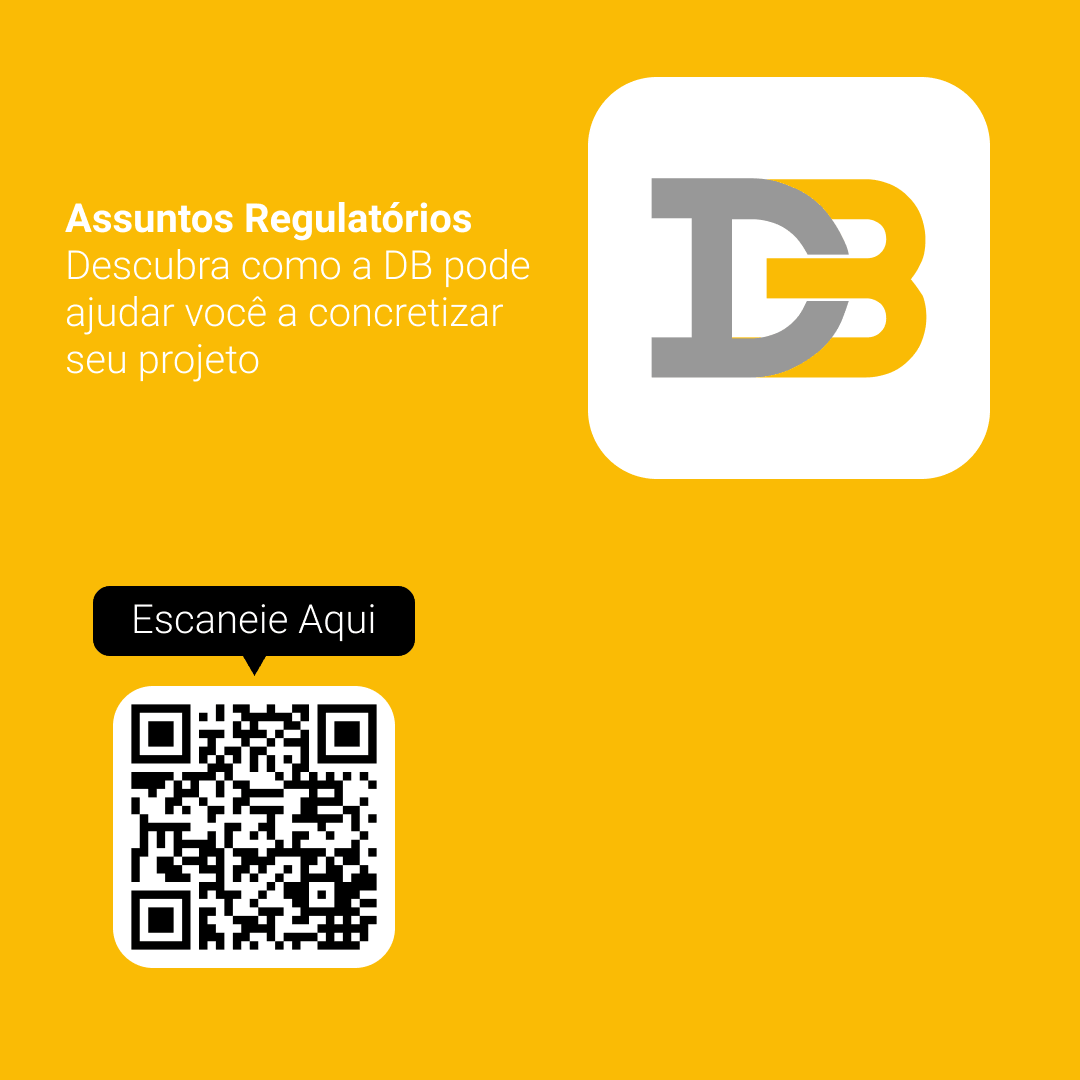 Assuntos Regulatórios
Descubra como a DB pode
ajudar você a concretizar
seu projeto
DB
Escaneie Aqui